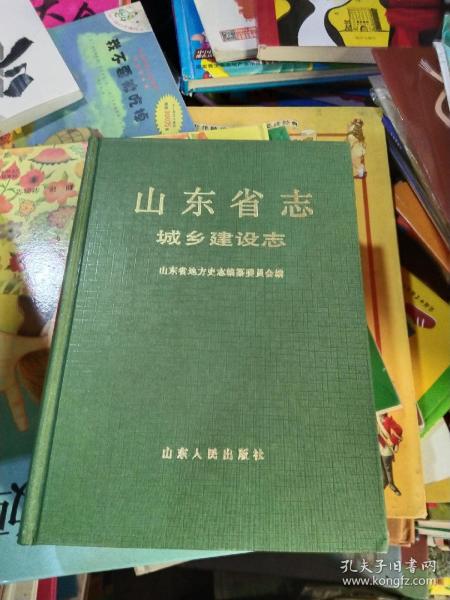 山东省志
城乡建设志
山东省地方史志编纂委员会编
山东人民出版社
孔夫子旧书网
www.kongfz.com